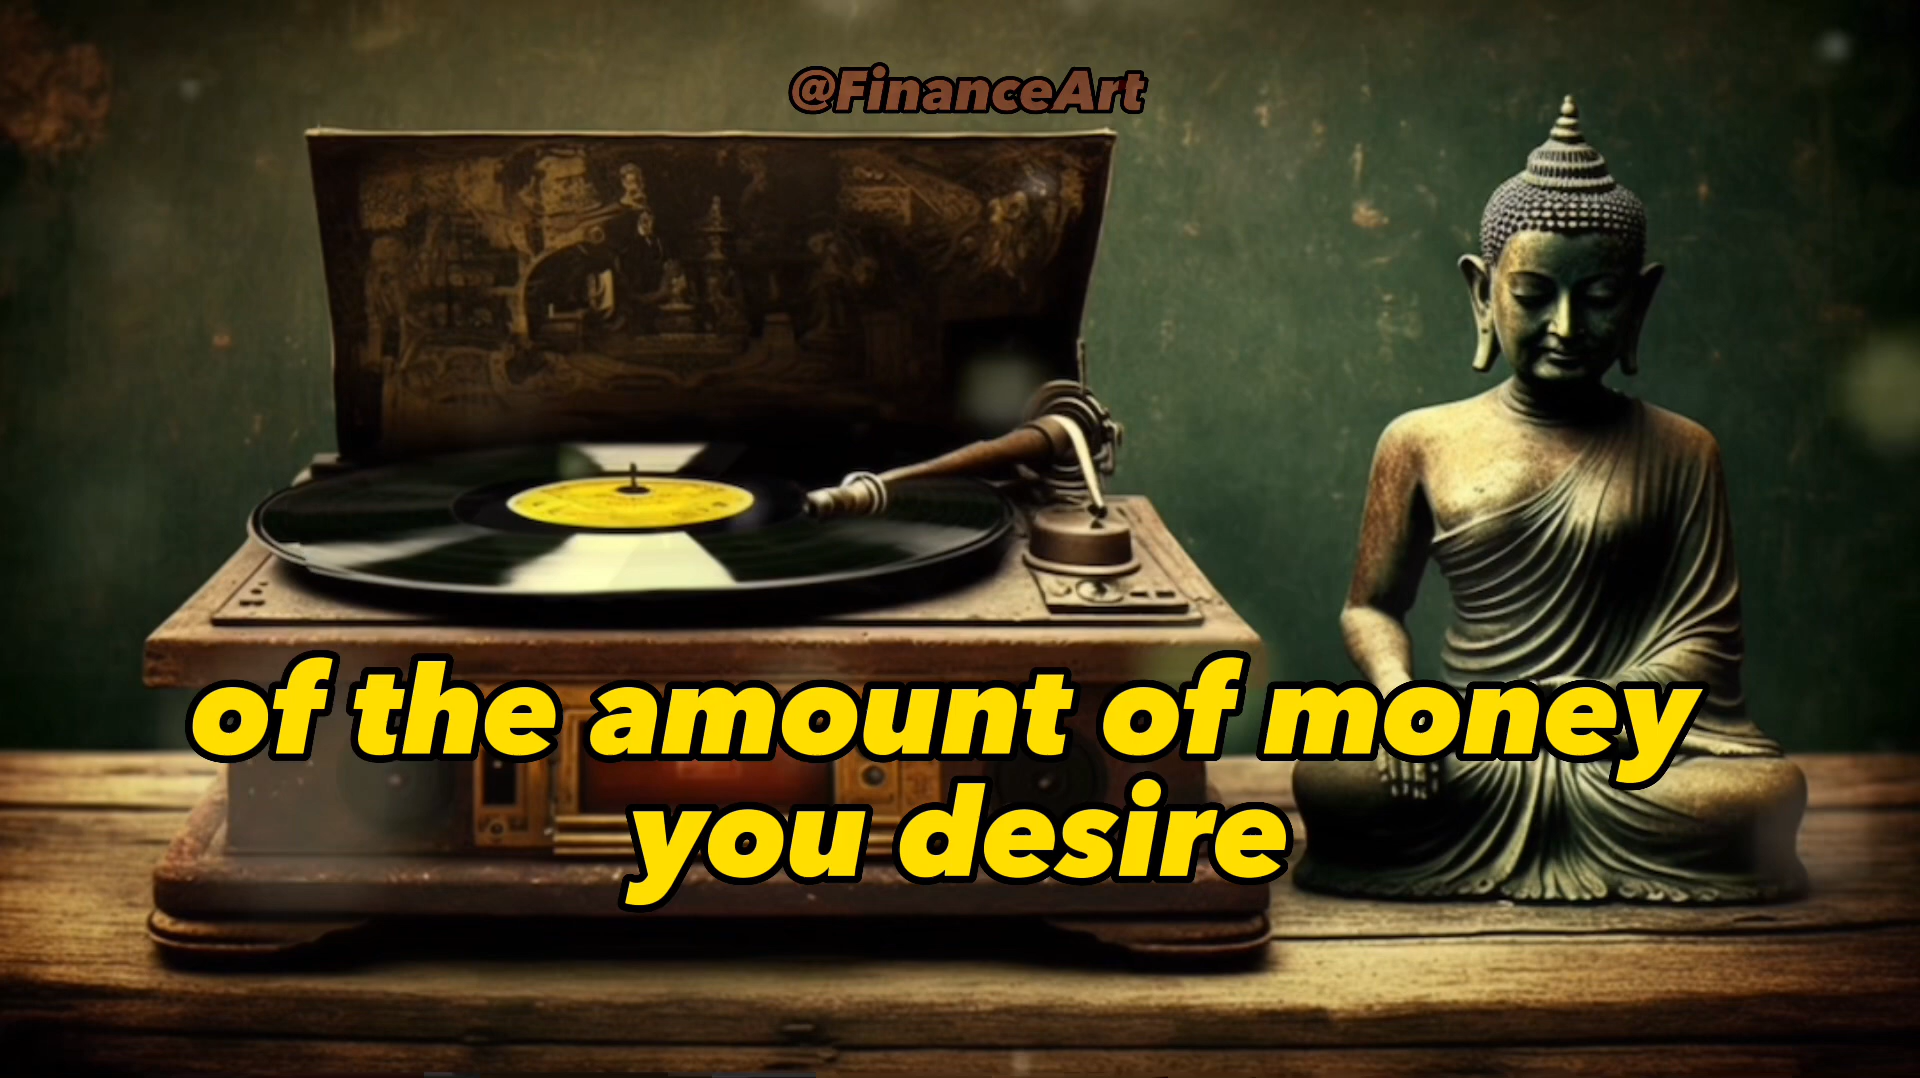 @FinanceArt
of the amount of money
you desire